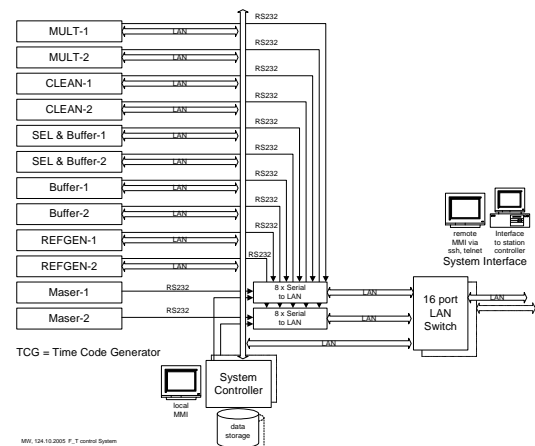 RS232
MULT-1
LAN
RS232
MULT-2
LAN
RS232
CLEAN-1
LAN
RS232
CLEAN-2
LAN
RS232
SEL & Buffer-1
LAN
RS232
SEL & Buffer-2
LAN
RS232
Buffer-1
LAN
RS232
Buffer-2
LAN
RS232
REFGEN-1
LAN
RS232
REFGEN-2
LAN
Maser-1
RS232
Maser-2
RS232
8 x Serial
to LAN
LAN
8 x Serial
to LAN
LAN
LAN
remote
MMI via
ssh, telnet
Interface
to station
controller
System Interface
16 port
LAN
Switch
LAN
LAN
TCG = Time Code Generator
System
Controller
local
MMI
data
storage
MW, 124.10.2005 F_T control System